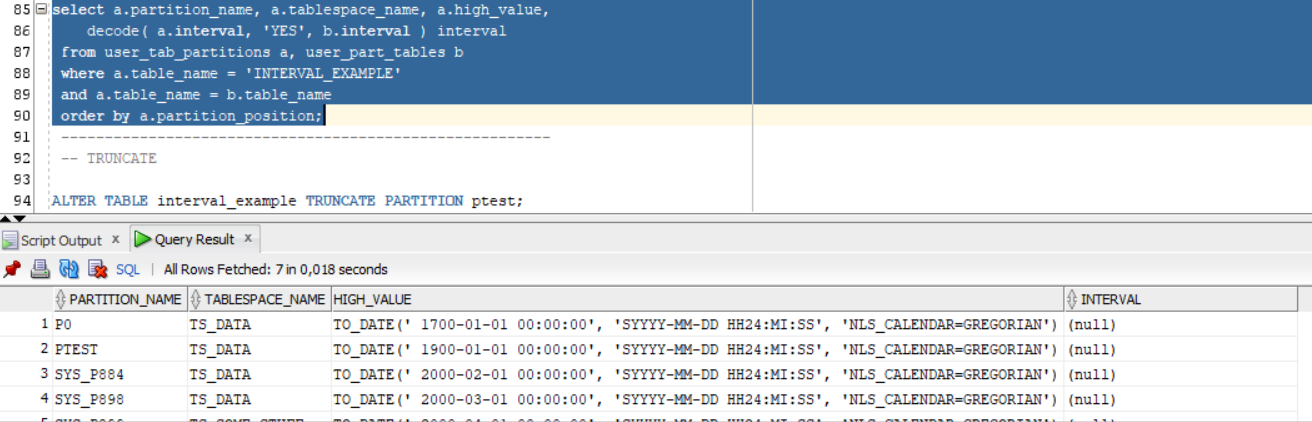 85 select a.partition_name, a.tablespace_name, a.high_value,
86 decode( a.interval, 'YES', b.interval ) interval
87 from user_tab_partitions a, user_part_tables b
88 where a.table_name = 'INTERVAL_EXAMPLE'
89 and a.table_name = b.table_name
90 order by a.partition_position;
91 --------------------------------------------------------
92 -- TRUNCATE
93
94 ALTER TABLE interval_example TRUNCATE PARTITION ptest;
Script Output x Query Result x
SQL | All Rows Fetched: 7 in 0,018 seconds
PARTITION_NAME TABLESPACE_NAME HIGH_VALUE INTERVAL
1 P0 TS_DATA TO_DATE(' 1700-01-01 00:00:00', 'SYYYY-MM-DD HH24:MI:SS', 'NLS_CALENDAR=GREGORIAN') (null)
2 PTEST TS_DATA TO_DATE(' 1900-01-01 00:00:00', 'SYYYY-MM-DD HH24:MI:SS', 'NLS_CALENDAR=GREGORIAN') (null)
3 SYS_P884 TS_DATA TO_DATE(' 2000-02-01 00:00:00', 'SYYYY-MM-DD HH24:MI:SS', 'NLS_CALENDAR=GREGORIAN') (null)
4 SYS_P898 TS_DATA TO_DATE(' 2000-03-01 00:00:00', 'SYYYY-MM-DD HH24:MI:SS', 'NLS_CALENDAR=GREGORIAN') (null)